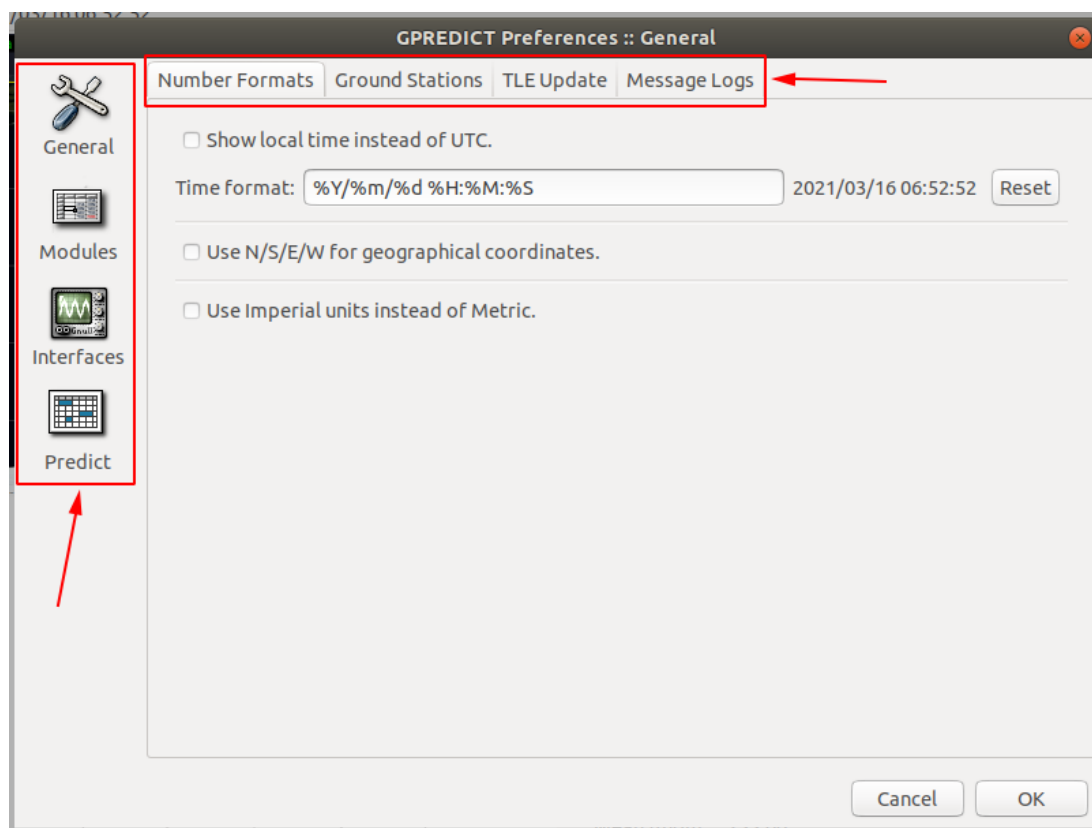 GPREDICT Preferences :: General
Number Formats Ground Stations TLE Update Message Logs
General
Modules
Interfaces
Predict
Show local time instead of UTC.
Time format: %Y/%m/%d %H:%M:%S 2021/03/16 06:52:52 Reset
Use N/S/E/W for geographical coordinates.
Use Imperial units instead of Metric.
Cancel OK